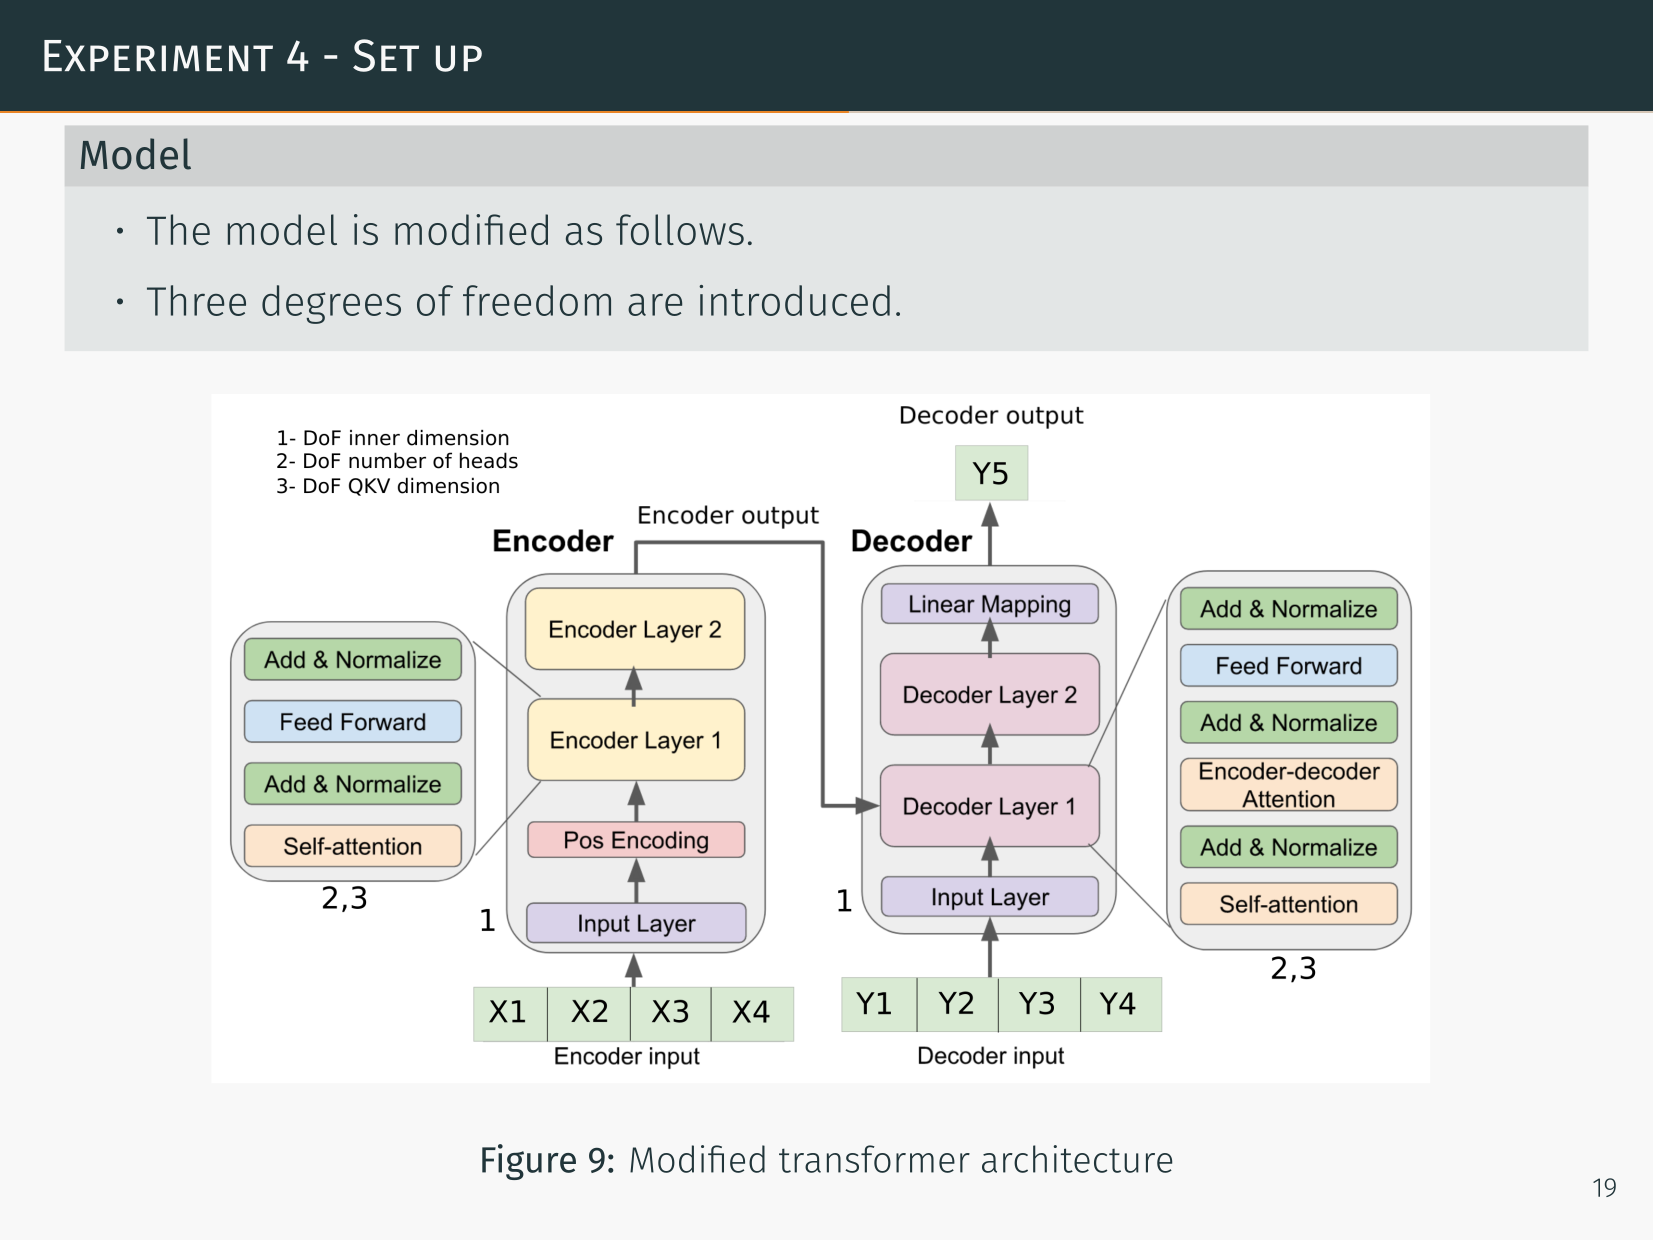 Experiment 4 - Set up
Model
• The model is modified as follows.
• Three degrees of freedom are introduced.
1- DoF inner dimension
2- DoF number of heads
3- DoF QKV dimension
Encoder output
Encoder
Encoder Layer 2
Encoder Layer 1
Pos Encoding
Input Layer
1
Add & Normalize
Feed Forward
Add & Normalize
Self-attention
2,3
X1 X2 X3 X4
Encoder input
Decoder output
Y5
Decoder
Linear Mapping
Decoder Layer 2
Decoder Layer 1
Input Layer
1
Add & Normalize
Feed Forward
Add & Normalize
Encoder-decoder
Attention
Add & Normalize
Self-attention
2,3
Y1 Y2 Y3 Y4
Decoder input
Figure 9: Modified transformer architecture
19